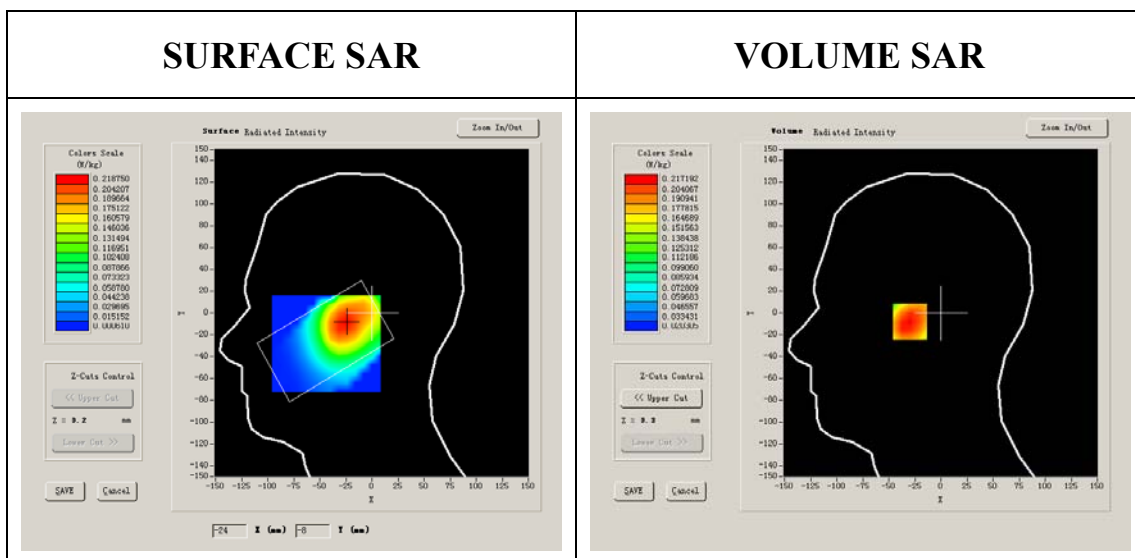 SURFACE SAR
VOLUME SAR
Surface Radiated Intensity
Zoom In/Out
Colors Scale
(W/kg)
0.218750
0.204207
0.189664
0.175122
0.160579
0.146036
0.131494
0.116951
0.102408
0.087866
0.073323
0.058780
0.044238
0.029695
0.015152
0.000610
150
140
120
100
80
60
40
20
0
-20
-40
-60
-80
-100
-120
-140
-150
Y
-150 -125 -100 -75 -50 -25 0 25 50 75 100 125 150
X
Z-Cuts Control
<< Upper Cut
Z = 9.2 mm
Lower Cut >>
SAVE Cancel
-24 X (mm) -8 Y (mm)
Volume Radiated Intensity
Zoom In/Out
Colors Scale
(W/kg)
0.217192
0.204067
0.190941
0.177815
0.164689
0.151563
0.138438
0.125312
0.112186
0.099060
0.085934
0.072809
0.059683
0.046557
0.033431
0.020305
150
140
120
100
80
60
40
20
0
-20
-40
-60
-80
-100
-120
-140
-150
Y
-150 -125 -100 -75 -50 -25 0 25 50 75 100 125 150
X
Z-Cuts Control
<< Upper Cut
mm
Lower Cut >>
SAVE Cancel